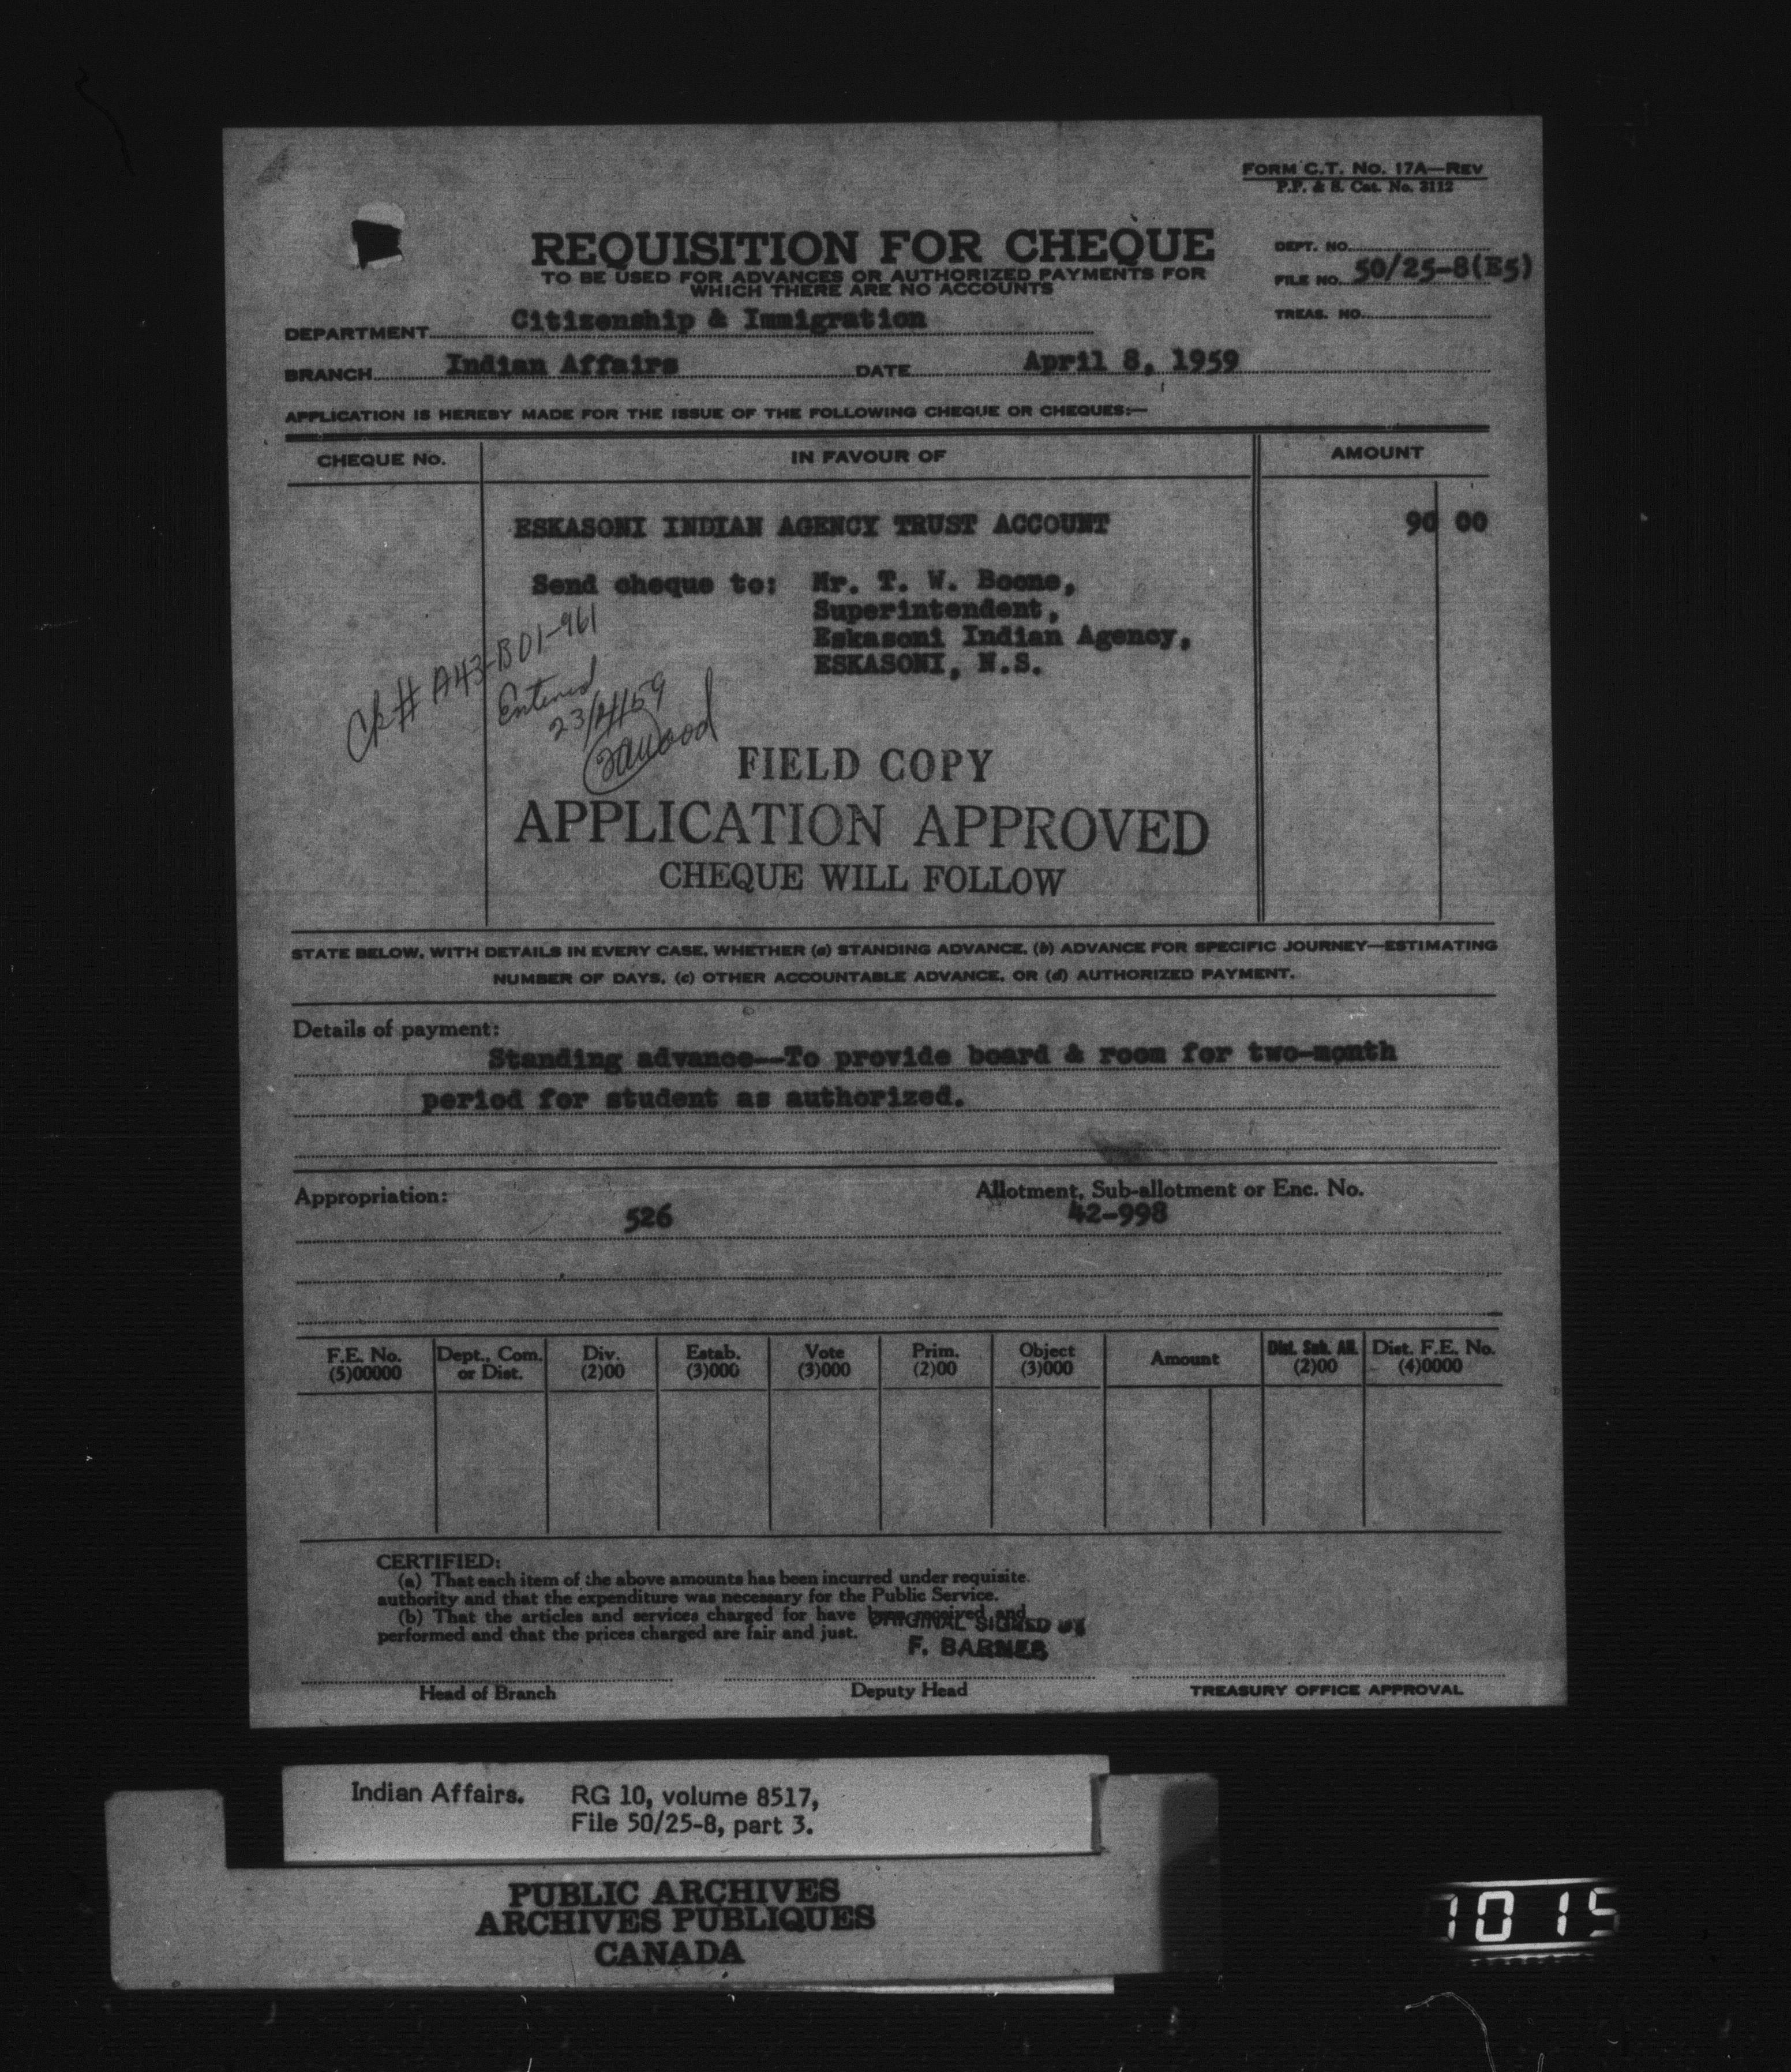 FORM C.T. No. 17A—REV
P.P. & S. Cat. No. 3112
REQUISITION FOR CHEQUE
TO BE USED FOR ADVANCES OR AUTHORIZED PAYMENTS FOR
WHICH THERE ARE NO ACCOUNTS
DEPT. NO.
FILE NO. 50/25-8(E5)
TREAS. NO.
DEPARTMENT Citizenship & Immigration
BRANCH Indian Affairs DATE April 8, 1959
APPLICATION IS HEREBY MADE FOR THE ISSUE OF THE FOLLOWING CHEQUE OR CHEQUES:—
CHEQUE No. IN FAVOUR OF AMOUNT
ESKASONI INDIAN AGENCY TRUST ACCOUNT 90 00
Send cheque to: Mr. T. W. Boone,
Superintendent,
Eskasoni Indian Agency,
ESKASONI, N.S.
Ck# A43-B01-961
Entered
23/4/59
FIELD COPY
APPLICATION APPROVED
CHEQUE WILL FOLLOW
STATE BELOW, WITH DETAILS IN EVERY CASE, WHETHER (a) STANDING ADVANCE, (b) ADVANCE FOR SPECIFIC JOURNEY—ESTIMATING
NUMBER OF DAYS, (c) OTHER ACCOUNTABLE ADVANCE, OR (d) AUTHORIZED PAYMENT.
Details of payment:
Standing advance--To provide board & room for two-month
period for student as authorized.
Appropriation: Allotment, Sub-allotment or Enc. No.
526 42-998
F.E. No. Dept., Com. Div. Estab. Vote Prim. Object Amount Dist. Sub. All. Dist. F.E. No.
(5)00000 or Dist. (2)00 (3)000 (3)000 (2)00 (3)000 (2)00 (4)0000
CERTIFIED:
(a) That each item of the above amounts has been incurred under requisite
authority and that the expenditure was necessary for the Public Service.
(b) That the articles and services charged for have been received and
performed and that the prices charged are fair and just.
ORIGINAL SIGNED BY
F. BARNES
Head of Branch Deputy Head TREASURY OFFICE APPROVAL
Indian Affairs. RG 10, volume 8517,
File 50/25-8, part 3.
PUBLIC ARCHIVES
ARCHIVES PUBLIQUES
CANADA
1015